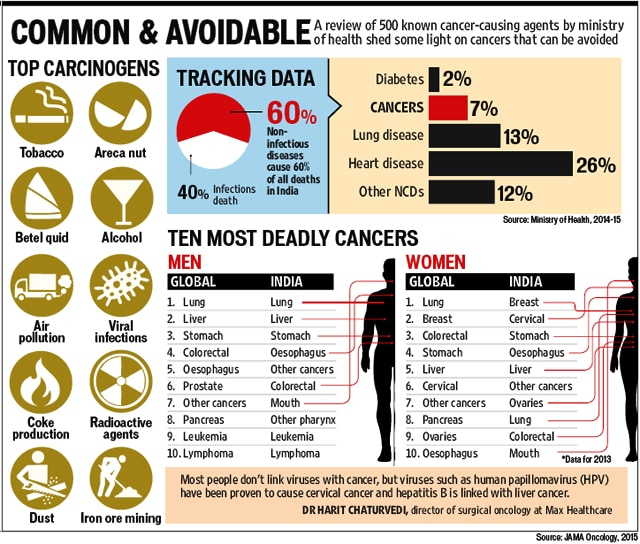 COMMON & AVOIDABLE
A review of 500 known cancer-causing agents by ministry
of health shed some light on cancers that can be avoided
TOP CARCINOGENS
Tobacco
Areca nut
Betel quid
Alcohol
Air
pollution
Viral
infections
Coke
production
Radioactive
agents
Dust
Iron ore mining
TRACKING DATA
60%
Non-
infectious
diseases
cause 60%
of all deaths
in India
40% Infections
death
Diabetes 2%
CANCERS 7%
Lung disease 13%
Heart disease 26%
Other NCDs 12%
Source: Ministry of Health, 2014-15
TEN MOST DEADLY CANCERS
MEN
GLOBAL INDIA
1. Lung Lung
2. Liver Liver
3. Stomach Stomach
4. Colorectal Oesophagus
5. Oesophagus Other cancers
6. Prostate Colorectal
7. Other cancers Mouth
8. Pancreas Other pharynx
9. Leukemia Leukemia
10. Lymphoma Lymphoma
WOMEN
GLOBAL INDIA
1. Lung Breast
2. Breast Cervical
3. Colorectal Stomach
4. Stomach Oesophagus
5. Liver Liver
6. Cervical Other cancers
7. Other cancers Ovaries
8. Pancreas Lung
9. Ovaries Colorectal
10. Oesophagus Mouth
*Data for 2013
Most people don't link viruses with cancer, but viruses such as human papillomavirus (HPV)
have been proven to cause cervical cancer and hepatitis B is linked with liver cancer.
DR HARIT CHATURVEDI, director of surgical oncology at Max Healthcare
Source: JAMA Oncology, 2015